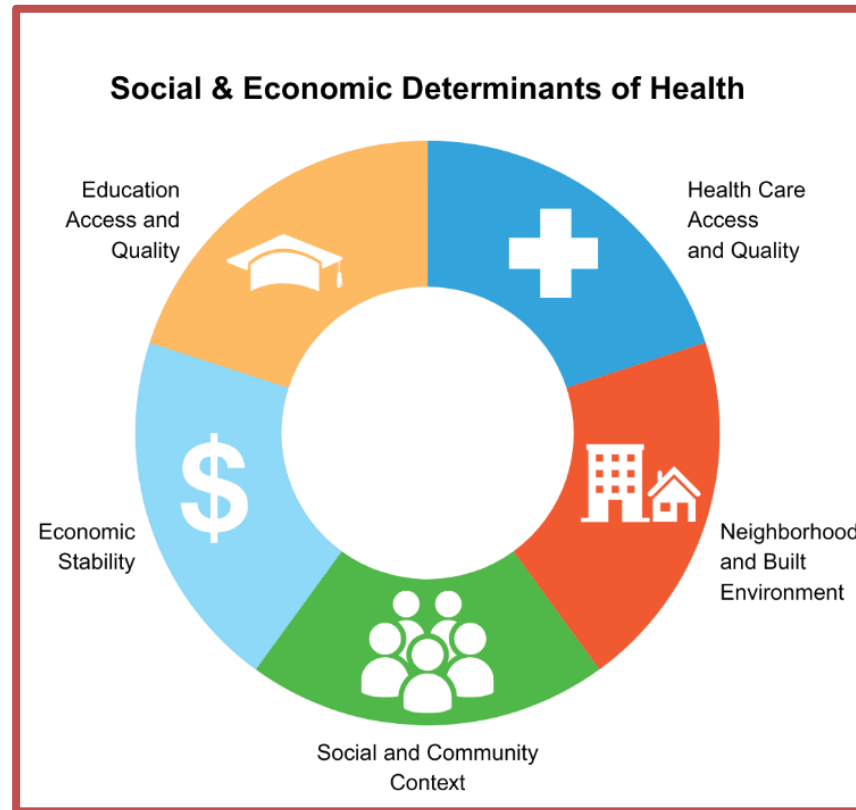 Social & Economic Determinants of Health
Education
Access and
Quality
Health Care
Access
and Quality
$
Economic
Stability
Neighborhood
and Built
Environment
Social and Community
Context